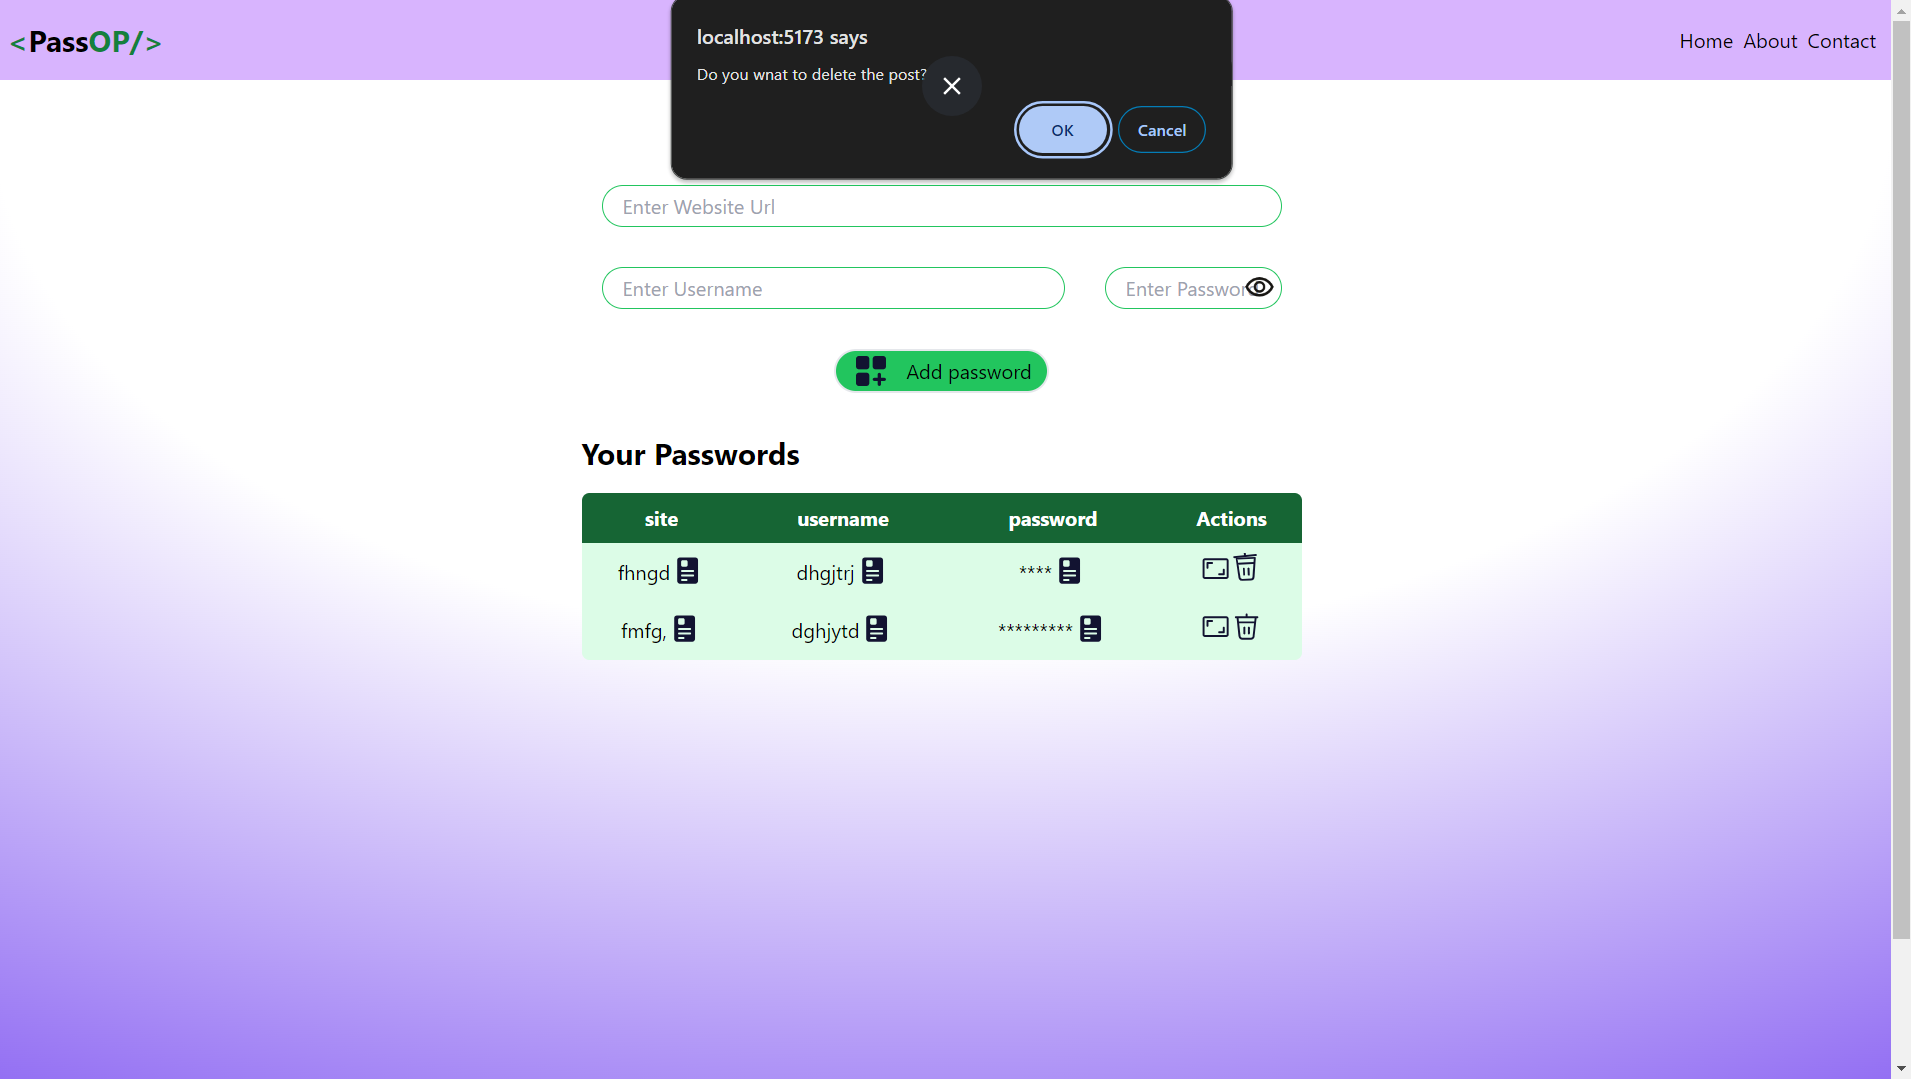 <PassOP/>
Home About Contact
localhost:5173 says
Do you wnat to delete the post?
OK Cancel
Enter Website Url
Enter Username Enter Passwor
Add password
Your Passwords
site username password Actions
fhngd dhgjtrj ****
fmfg, dghjytd *********